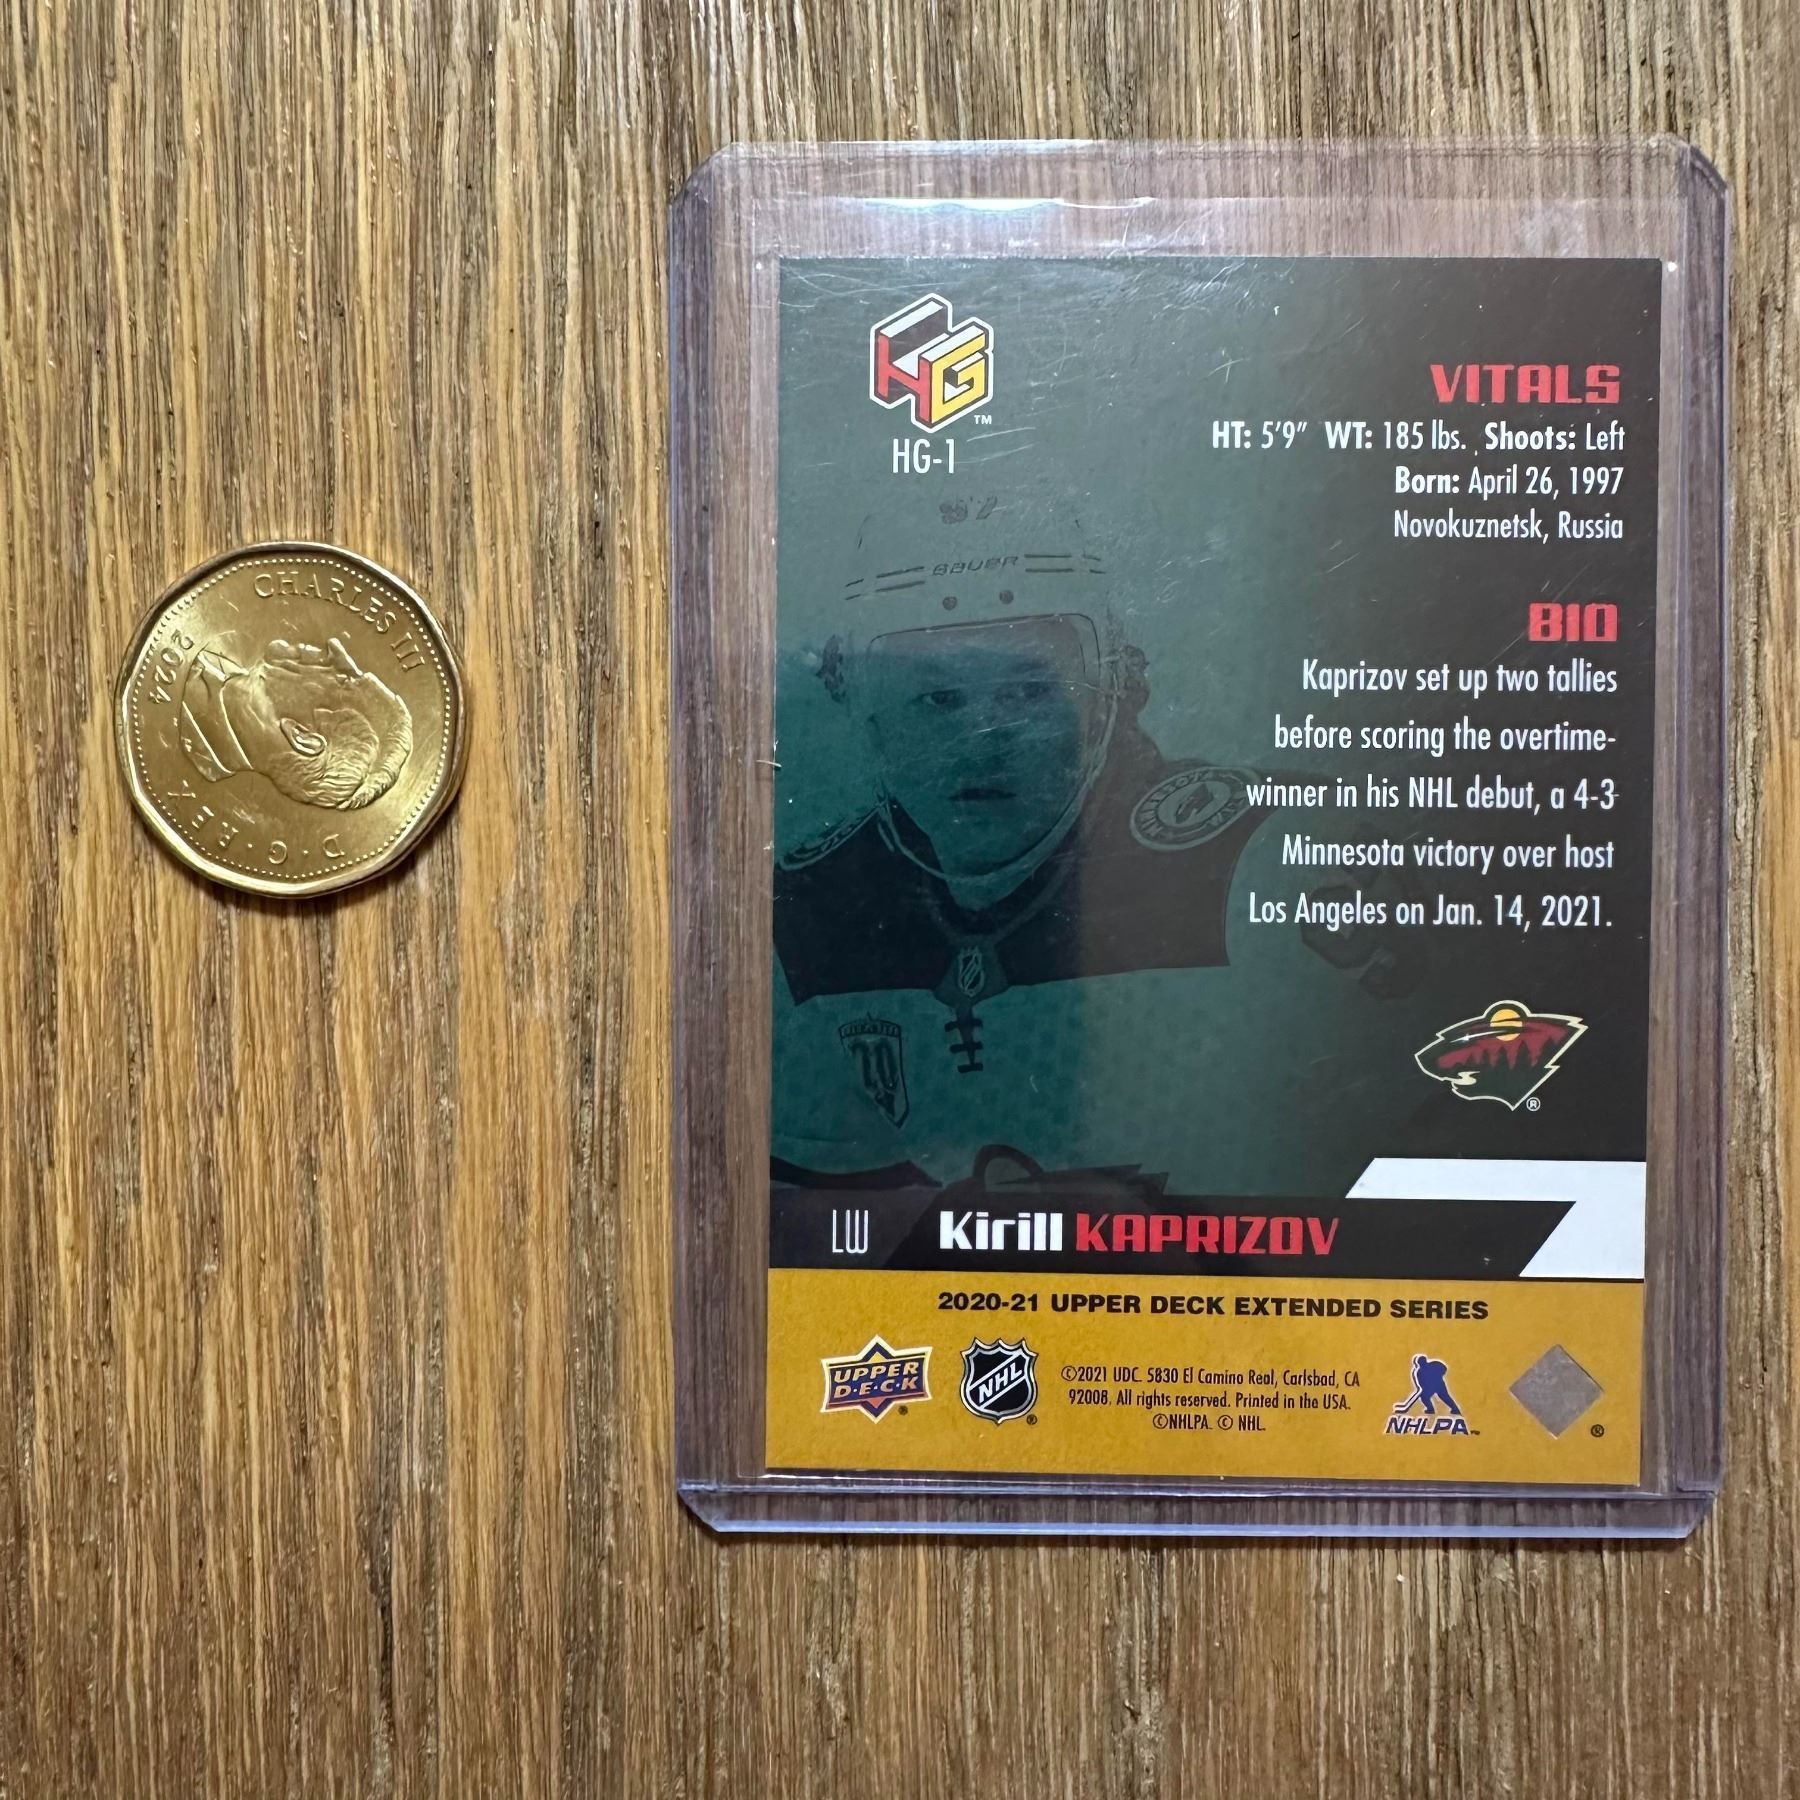 CHARLES III
2024
D·G·REX
HG
TM
HG-1
VITALS
HT: 5'9" WT: 185 lbs. Shoots: Left
Born: April 26, 1997
Novokuznetsk, Russia
97
BAUER
BIO
Kaprizov set up two tallies
before scoring the overtime-
winner in his NHL debut, a 4-3
Minnesota victory over host
Los Angeles on Jan. 14, 2021.
®
LW Kirill KAPRIZOV
2020-21 UPPER DECK EXTENDED SERIES
UPPER
D·E·C·K
®
NHL
®
©2021 UDC. 5830 El Camino Real, Carlsbad, CA
92008. All rights reserved. Printed in the USA.
©NHLPA. © NHL.
NHLPA
®